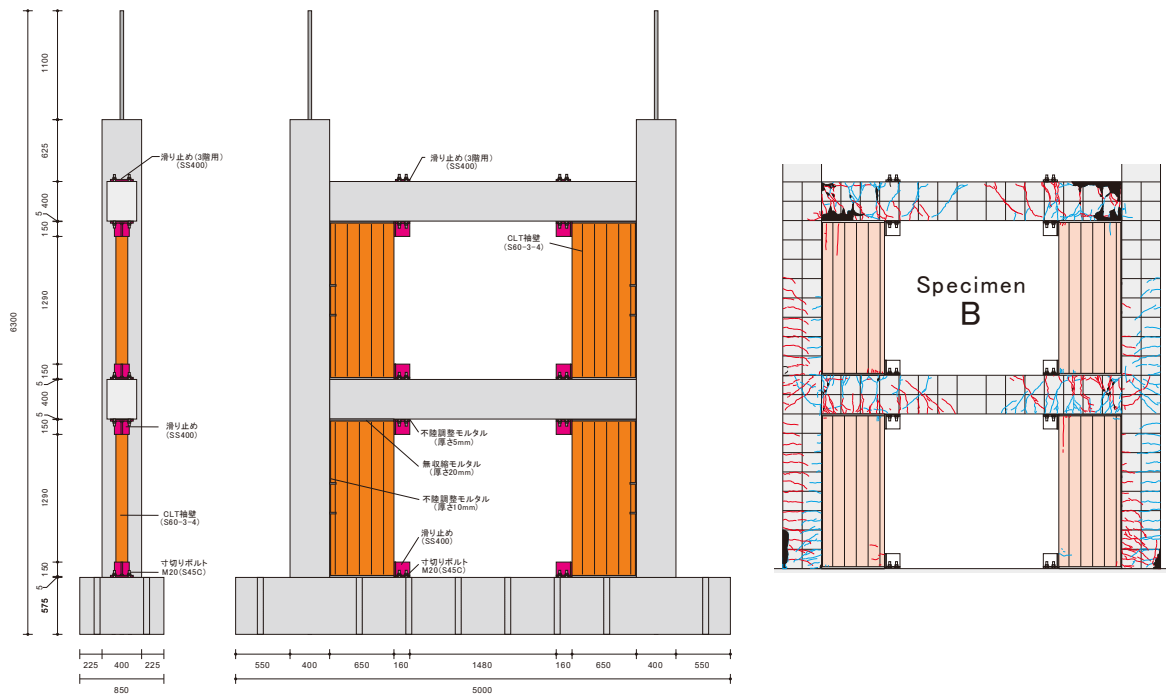 6300
1100
625
400
5
150
1290
150
400
5
150
1290
150
5
575
滑り止め(3階用)
(SS400)
滑り止め
(SS400)
CLT袖壁
(S60-3-4)
寸切りボルト
M20(S45C)
225
400
225
850
滑り止め(3階用)
(SS400)
CLT袖壁
(S60-3-4)
不陸調整モルタル
(厚さ5mm)
無収縮モルタル
(厚さ20mm)
不陸調整モルタル
(厚さ10mm)
滑り止め
(SS400)
寸切りボルト
M20(S45C)
550
400
650
160
1480
160
650
400
550
5000
Specimen
B